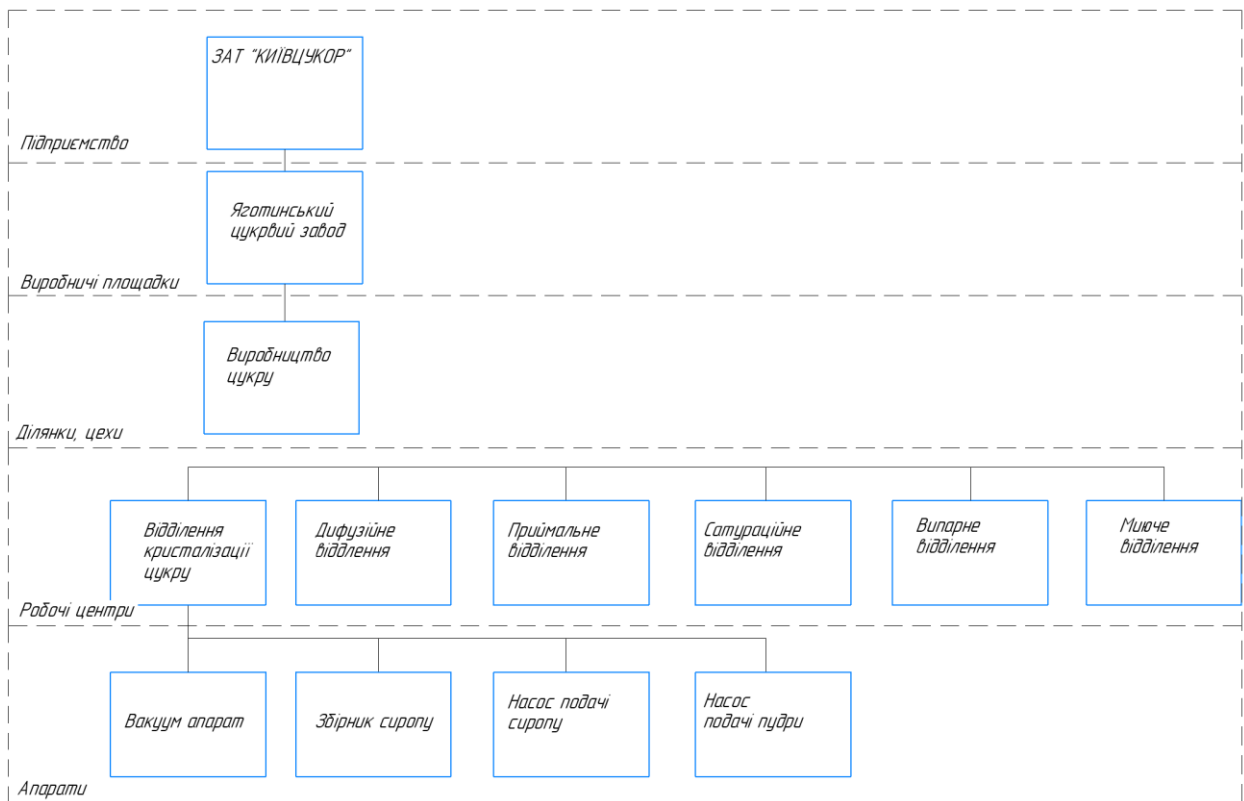 ЗАТ "КИЇВЦУКОР"
Підприємство
Яготинський
цукрвий завод
Виробничі площадки
Виробництво
цукру
Ділянки, цехи
Відділення
кристалізації
цукру
Дифузійне
віддлення
Приймальне
відділення
Сатураційне
відділення
Випарне
відділення
Миюче
відділення
Робочі центри
Вакуум апарат
Збірник сиропу
Насос подачі
сиропу
Насос
подачі пудри
Апарати